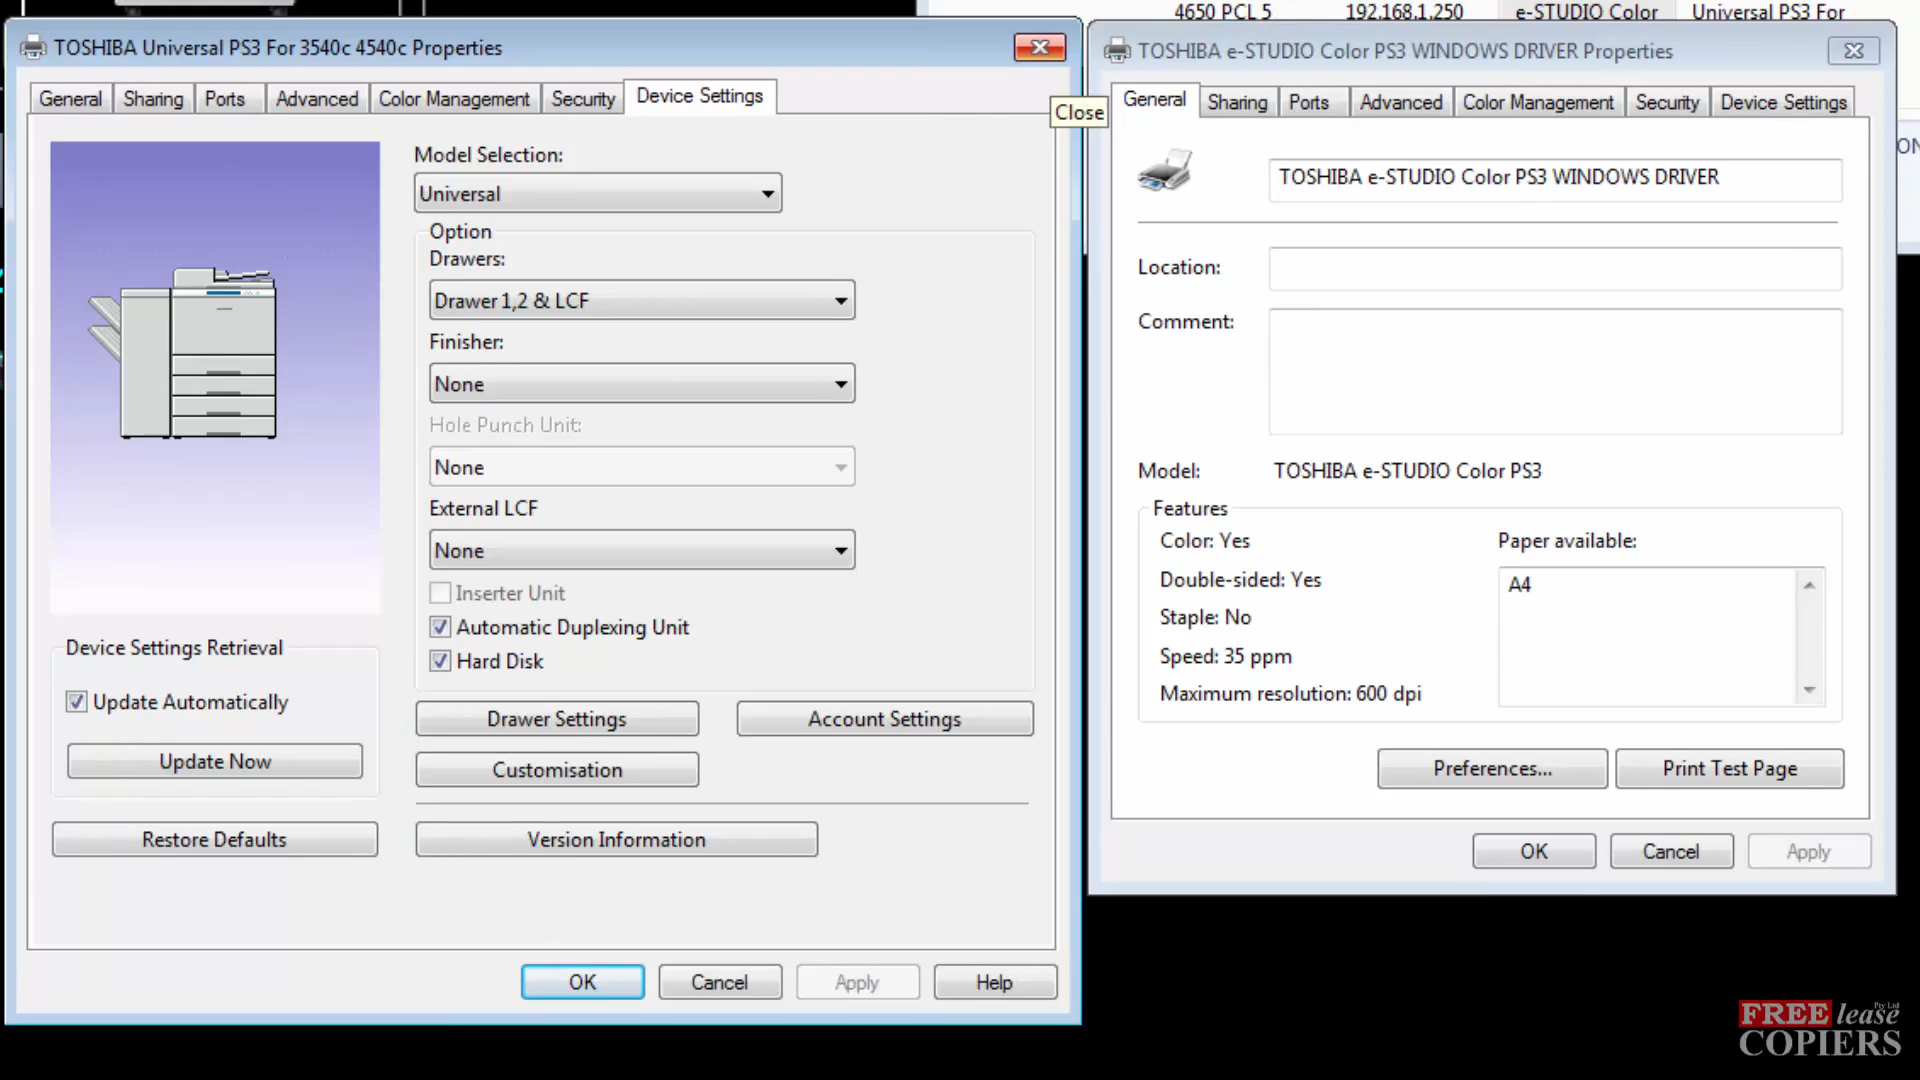 4650 PCL 5 192.168.1.250 e-STUDIO Color Universal PS3 For
TOSHIBA Universal PS3 For 3540c 4540c Properties
General Sharing Ports Advanced Color Management Security Device Settings
Close
Model Selection:
Universal
Option
Drawers:
Drawer 1,2 & LCF
Finisher:
None
Hole Punch Unit:
None
External LCF
None
Inserter Unit
Automatic Duplexing Unit
Hard Disk
Device Settings Retrieval
Update Automatically
Update Now
Restore Defaults
Drawer Settings Account Settings
Customisation
Version Information
OK Cancel Apply Help
TOSHIBA e-STUDIO Color PS3 WINDOWS DRIVER Properties
General Sharing Ports Advanced Color Management Security Device Settings
TOSHIBA e-STUDIO Color PS3 WINDOWS DRIVER
Location:
Comment:
Model: TOSHIBA e-STUDIO Color PS3
Features
Color: Yes
Double-sided: Yes
Staple: No
Speed: 35 ppm
Maximum resolution: 600 dpi
Paper available:
A4
Preferences... Print Test Page
OK Cancel Apply
FREE lease Pty Ltd
COPIERS